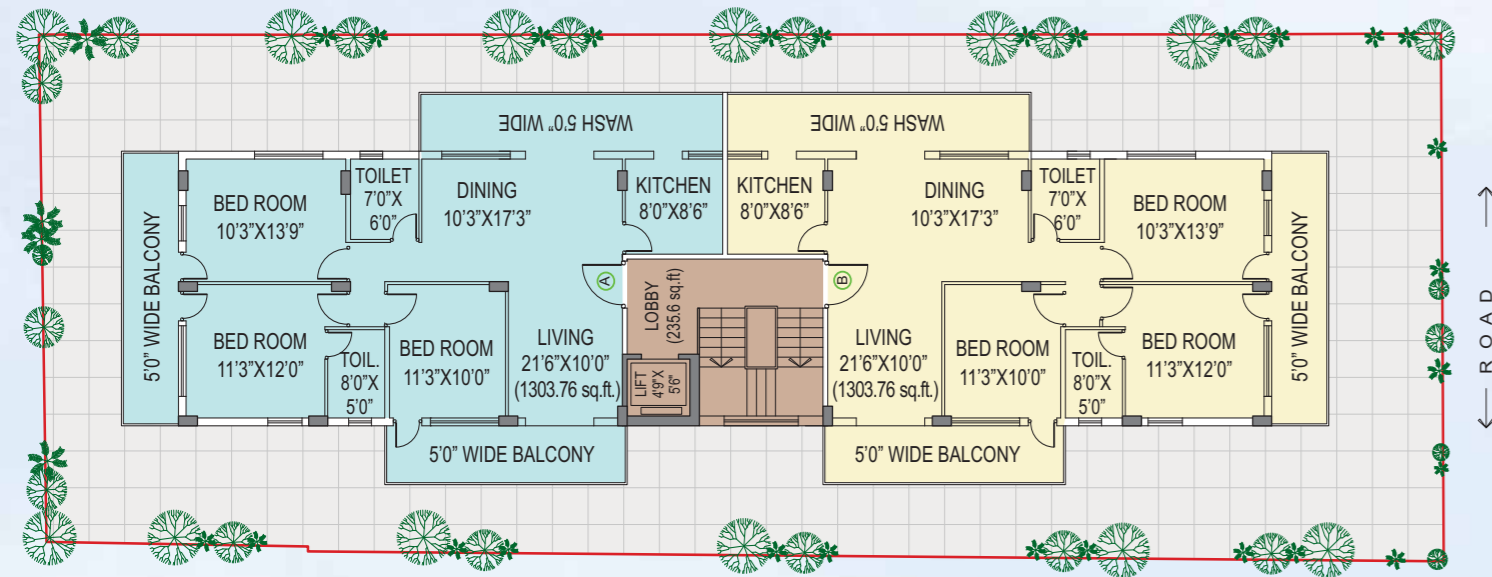 WASH 5'0" WIDE
WASH 5'0" WIDE
BED ROOM
10'3"X13'9"
TOILET
7'0"X
6'0"
DINING
10'3"X17'3"
KITCHEN
8'0"X8'6"
KITCHEN
8'0"X8'6"
DINING
10'3"X17'3"
TOILET
7'0"X
6'0"
BED ROOM
10'3"X13'9"
5'0" WIDE BALCONY
A
LOBBY
(235.6 sq.ft)
B
5'0" WIDE BALCONY
ROAD
BED ROOM
11'3"X12'0"
TOIL.
8'0"X
5'0"
BED ROOM
11'3"X10'0"
LIVING
21'6"X10'0"
(1303.76 sq.ft.)
LIFT
4'9"X
5'6"
LIVING
21'6"X10'0"
(1303.76 sq.ft.)
BED ROOM
11'3"X10'0"
TOIL.
8'0"X
5'0"
BED ROOM
11'3"X12'0"
5'0" WIDE BALCONY
5'0" WIDE BALCONY